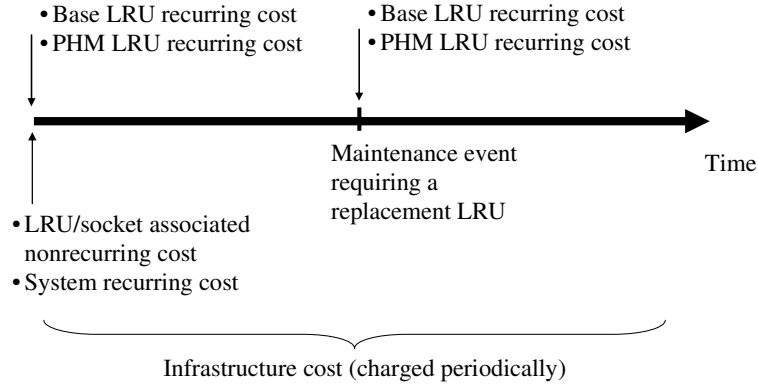 • Base LRU recurring cost
• PHM LRU recurring cost
• Base LRU recurring cost
• PHM LRU recurring cost
Maintenance event
requiring a
replacement LRU
Time
• LRU/socket associated
nonrecurring cost
• System recurring cost
Infrastructure cost (charged periodically)